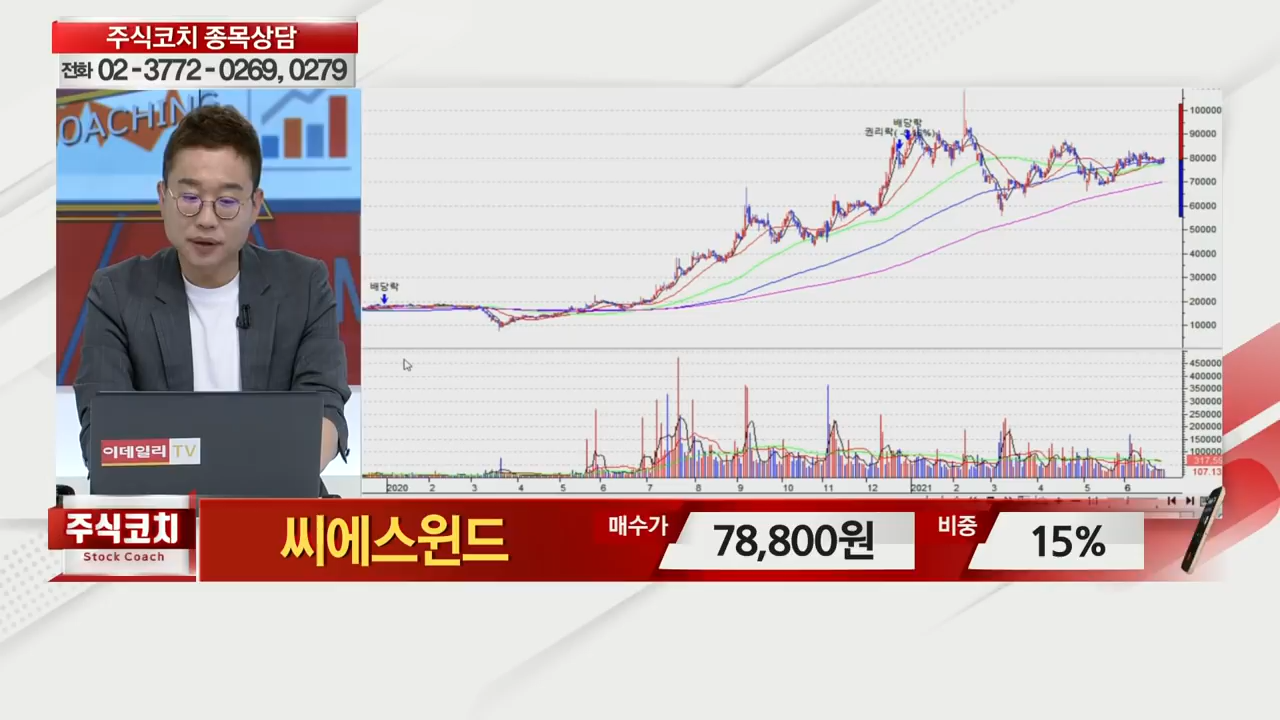 주식코치 종목상담
전화 02-3772-0269, 0279
OACHING
배당락
권리락(
배당락
100000
90000
80000
70000
60000
50000
40000
30000
20000
10000
450000
400000
350000
300000
250000
200000
150000
100000
107.13
2020 2 3 4 5 6 7 8 9 10 11 12 2021 2 3 4 5 6
이데일리 TV
주식코치
Stock Coach
씨에스윈드
매수가 78,800원
비중 15%